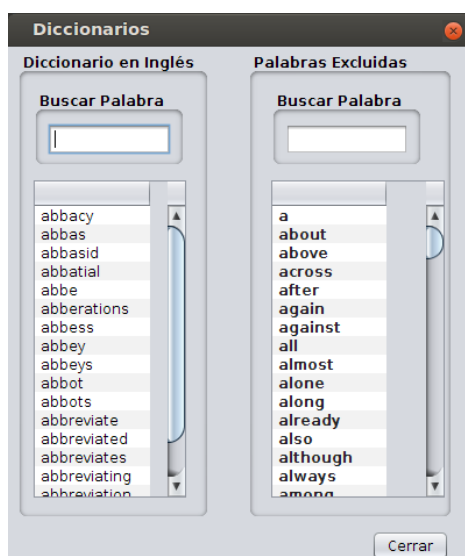 Diccionarios
Diccionario en Inglés
Buscar Palabra
abbacy
abbas
abbasid
abbatial
abbe
abberations
abbess
abbey
abbeys
abbot
abbots
abbreviate
abbreviated
abbreviates
abbreviating
abbreviation
Palabras Excluidas
Buscar Palabra
a
about
above
across
after
again
against
all
almost
alone
along
already
also
although
always
among
Cerrar